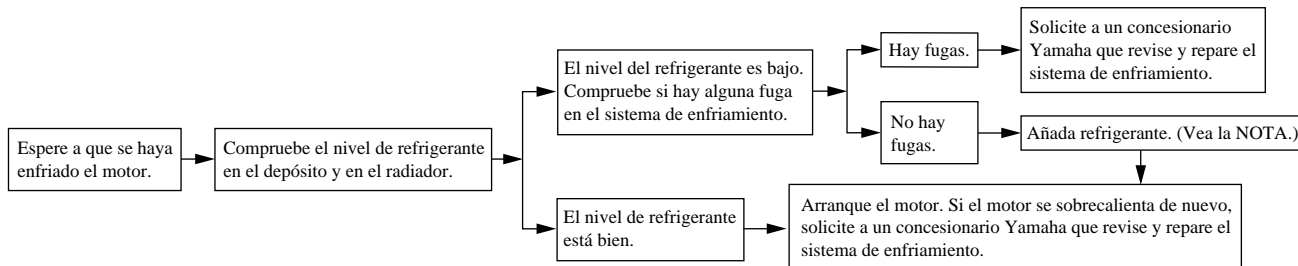 Espere a que se haya
enfriado el motor.
Compruebe el nivel de refrigerante
en el depósito y en el radiador.
El nivel del refrigerante es bajo.
Compruebe si hay alguna fuga
en el sistema de enfriamiento.
Hay fugas.
Solicite a un concesionario
Yamaha que revise y repare el
sistema de enfriamiento.
No hay
fugas.
Añada refrigerante. (Vea la NOTA.)
El nivel de refrigerante
está bien.
Arranque el motor. Si el motor se sobrecalienta de nuevo,
solicite a un concesionario Yamaha que revise y repare el
sistema de enfriamiento.